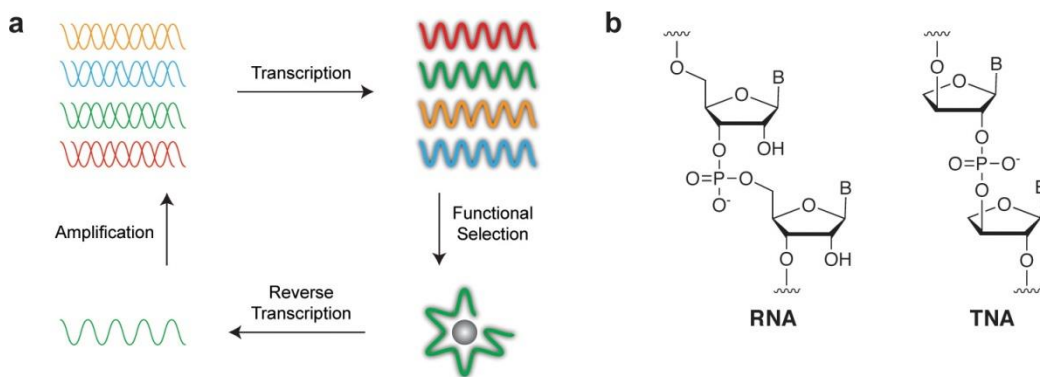 a
Transcription
Functional
Selection
Reverse
Transcription
Amplification
b
O
O
B
O
OH
O=P-O
O-
O
B
O
OH
RNA
O
O
B
O
P-O-
O=
O
O
B
O
TNA